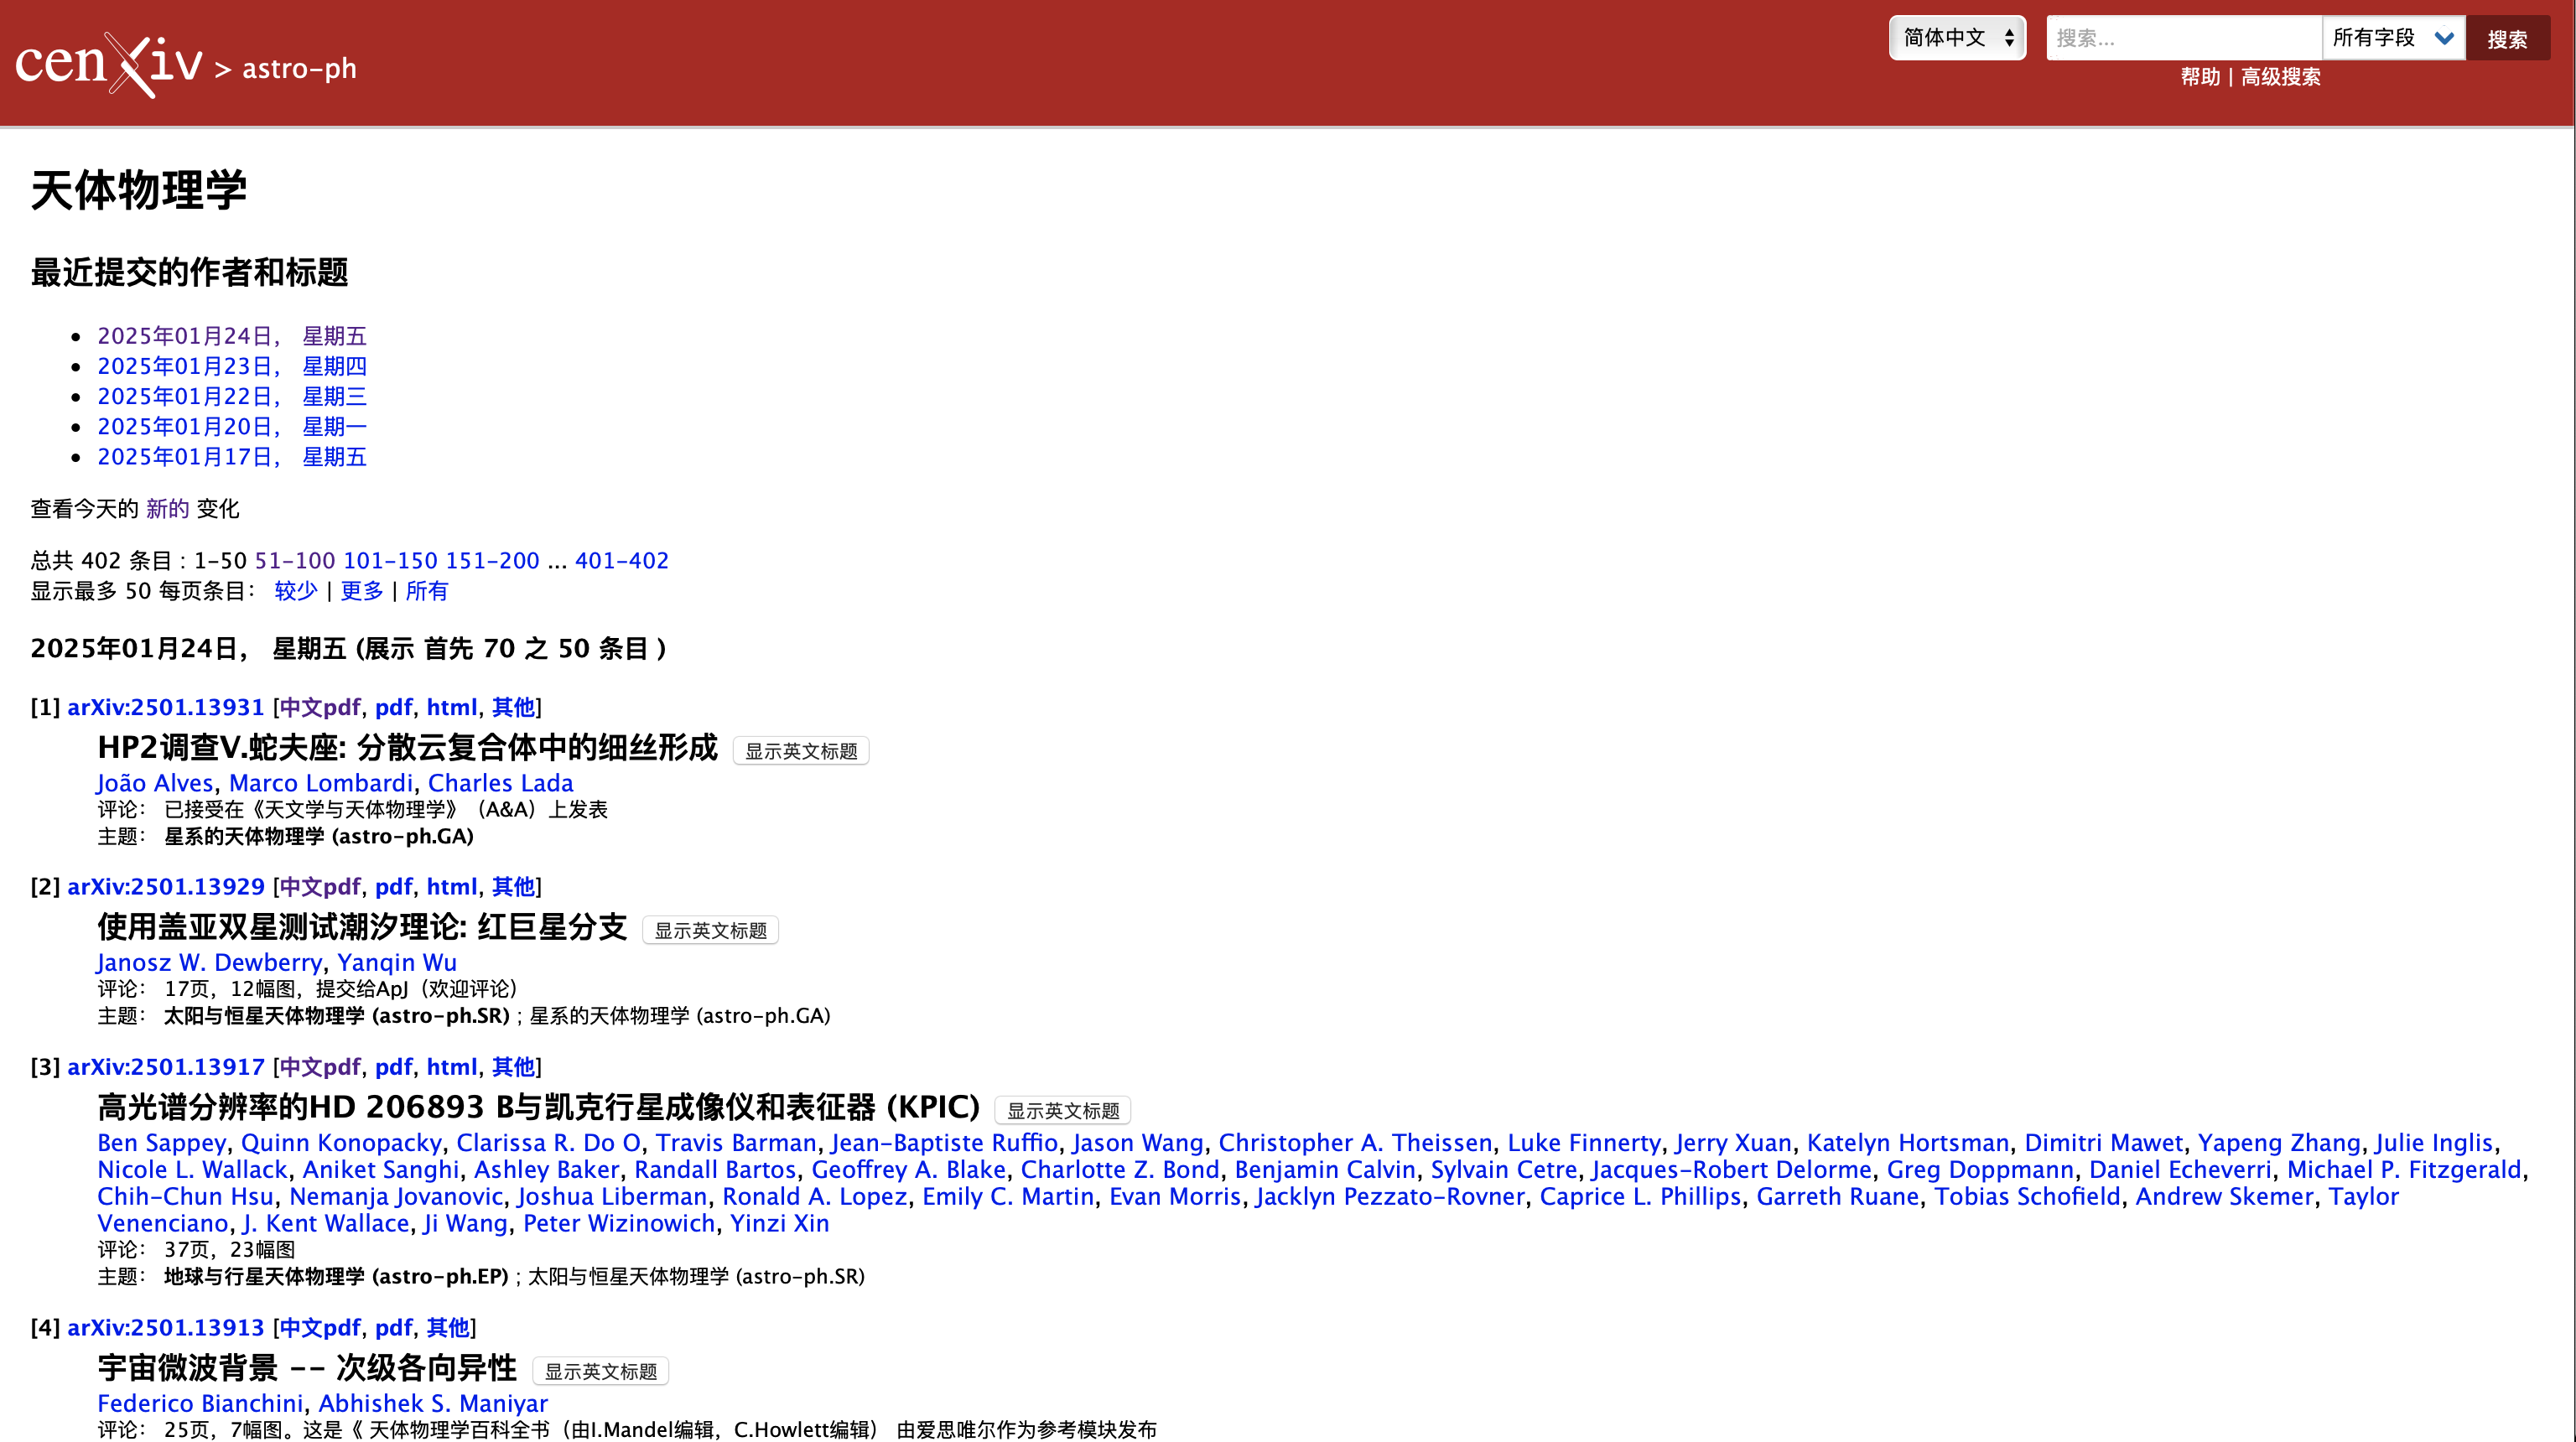 cenXiv > astro-ph
简体中文
搜索...
所有字段
搜索
帮助 | 高级搜索
天体物理学
最近提交的作者和标题
2025年01月24日， 星期五
2025年01月23日， 星期四
2025年01月22日， 星期三
2025年01月20日， 星期一
2025年01月17日， 星期五
查看今天的 新的 变化
总共 402 条目 : 1-50 51-100 101-150 151-200 ... 401-402
显示最多 50 每页条目： 较少 | 更多 | 所有
2025年01月24日， 星期五 (展示 首先 70 之 50 条目 )
[1] arXiv:2501.13931 [中文pdf, pdf, html, 其他]
HP2调查V.蛇夫座: 分散云复合体中的细丝形成 显示英文标题
João Alves, Marco Lombardi, Charles Lada
评论： 已接受在《天文学与天体物理学》（A&A）上发表
主题： 星系的天体物理学 (astro-ph.GA)
[2] arXiv:2501.13929 [中文pdf, pdf, html, 其他]
使用盖亚双星测试潮汐理论: 红巨星分支 显示英文标题
Janosz W. Dewberry, Yanqin Wu
评论： 17页，12幅图，提交给ApJ（欢迎评论）
主题： 太阳与恒星天体物理学 (astro-ph.SR) ; 星系的天体物理学 (astro-ph.GA)
[3] arXiv:2501.13917 [中文pdf, pdf, html, 其他]
高光谱分辨率的HD 206893 B与凯克行星成像仪和表征器 (KPIC) 显示英文标题
Ben Sappey, Quinn Konopacky, Clarissa R. Do O, Travis Barman, Jean-Baptiste Ruffio, Jason Wang, Christopher A. Theissen, Luke Finnerty, Jerry Xuan, Katelyn Hortsman, Dimitri Mawet, Yapeng Zhang, Julie Inglis,
Nicole L. Wallack, Aniket Sanghi, Ashley Baker, Randall Bartos, Geoffrey A. Blake, Charlotte Z. Bond, Benjamin Calvin, Sylvain Cetre, Jacques-Robert Delorme, Greg Doppmann, Daniel Echeverri, Michael P. Fitzgerald,
Chih-Chun Hsu, Nemanja Jovanovic, Joshua Liberman, Ronald A. Lopez, Emily C. Martin, Evan Morris, Jacklyn Pezzato-Rovner, Caprice L. Phillips, Garreth Ruane, Tobias Schofield, Andrew Skemer, Taylor
Venenciano, J. Kent Wallace, Ji Wang, Peter Wizinowich, Yinzi Xin
评论： 37页，23幅图
主题： 地球与行星天体物理学 (astro-ph.EP) ; 太阳与恒星天体物理学 (astro-ph.SR)
[4] arXiv:2501.13913 [中文pdf, pdf, 其他]
宇宙微波背景 -- 次级各向异性 显示英文标题
Federico Bianchini, Abhishek S. Maniyar
评论： 25页，7幅图。这是《 天体物理学百科全书（由I.Mandel编辑，C.Howlett编辑） 由爱思唯尔作为参考模块发布